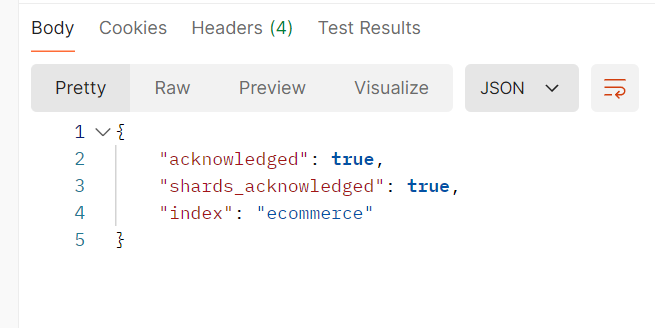 Body Cookies Headers (4) Test Results
Pretty Raw Preview Visualize JSON
1 {
2 "acknowledged": true,
3 "shards_acknowledged": true,
4 "index": "ecommerce"
5 }